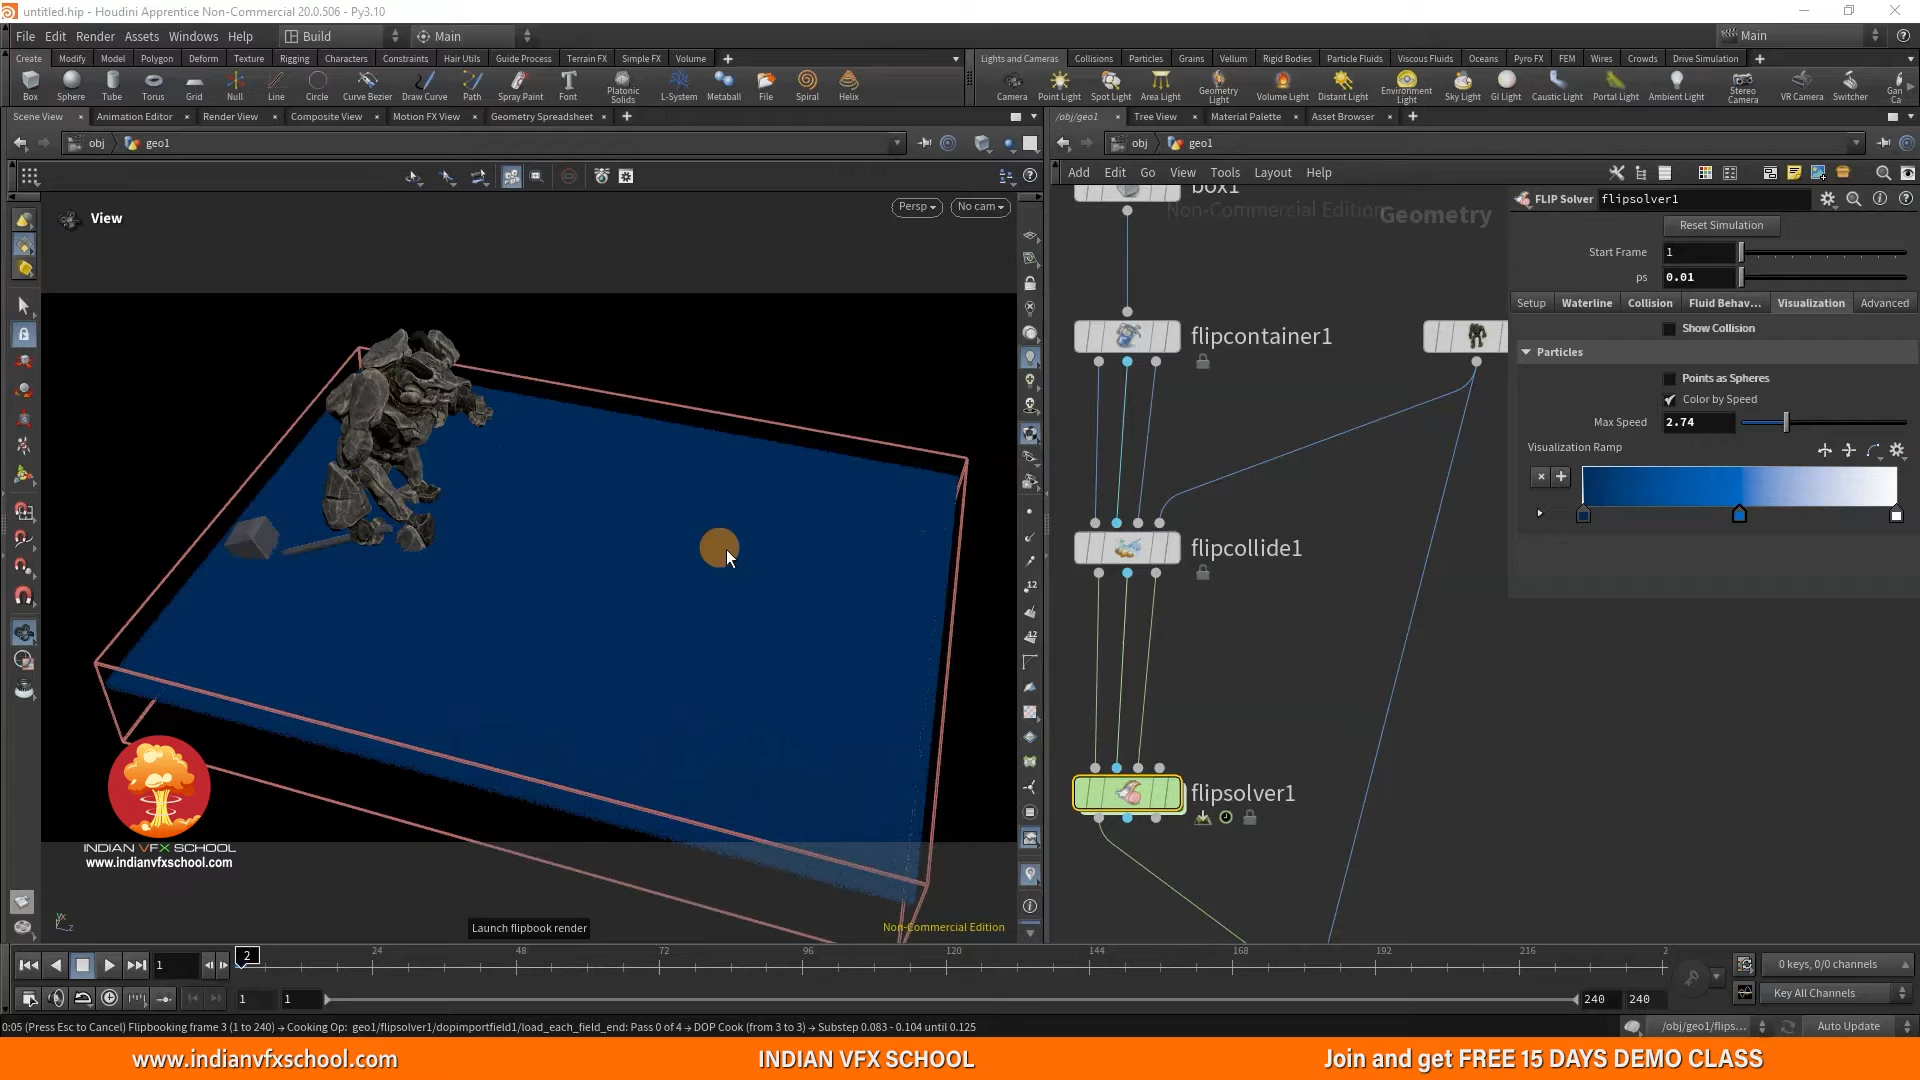 untitled.hip - Houdini Apprentice Non-Commercial 20.0.506 - Py3.10
File Edit Render Assets Windows Help Build Main Main
Create Modify Model Polygon Deform Texture Rigging Characters Constraints Hair Utils Guide Process Terrain FX Simple FX Volume
Lights and Cameras Collisions Particles Grains Vellum Rigid Bodies Particle Fluids Viscous Fluids Oceans Pyro FX FEM Wires Crowds Drive Simulation
Box Sphere Tube Torus Grid Null Line Circle Curve Bezier Draw Curve Path Spray Paint Font Platonic Solids L-System Metaball File Spiral Helix
Camera Point Light Spot Light Area Light Geometry Light Volume Light Distant Light Environment Light Sky Light GI Light Caustic Light Portal Light Ambient Light Stereo Camera VR Camera Switcher Gan Ca
Scene View Animation Editor Render View Composite View Motion FX View Geometry Spreadsheet
/obj/geo1 Tree View Material Palette Asset Browser
obj geo1
obj geo1
Add Edit Go View Tools Layout Help
View
Persp No cam
box1
Non-Commercial Edition
Geometry
FLIP Solver flipsolver1
Reset Simulation
Start Frame 1
ps 0.01
Setup Waterline Collision Fluid Behav... Visualization Advanced
Show Collision
Particles
Points as Spheres
Color by Speed
Max Speed 2.74
Visualization Ramp
flipcontainer1
flipcollide1
flipsolver1
12
12
INDIAN VFX SCHOOL
www.indianvfxschool.com
Launch flipbook render
Non-Commercial Edition
1 2 24 48 72 96 120 144 168 192 216 2
0 keys, 0/0 channels
1 1 240 240
Key All Channels
0:05 (Press Esc to Cancel) Flipbooking frame 3 (1 to 240) → Cooking Op: geo1/flipsolver1/dopimportfield1/load_each_field_end: Pass 0 of 4 → DOP Cook (from 3 to 3) → Substep 0.083 - 0.104 until 0.125
/obj/geo1/flips... Auto Update
www.indianvfxschool.com INDIAN VFX SCHOOL Join and get FREE 15 DAYS DEMO CLASS